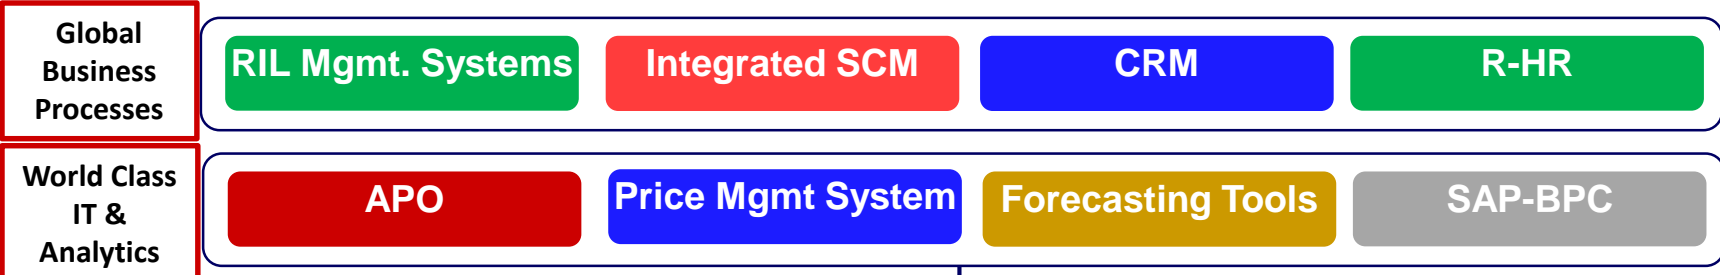 Global
Business
Processes
RIL Mgmt. Systems
Integrated SCM
CRM
R-HR
World Class
IT &
Analytics
APO
Price Mgmt System
Forecasting Tools
SAP-BPC